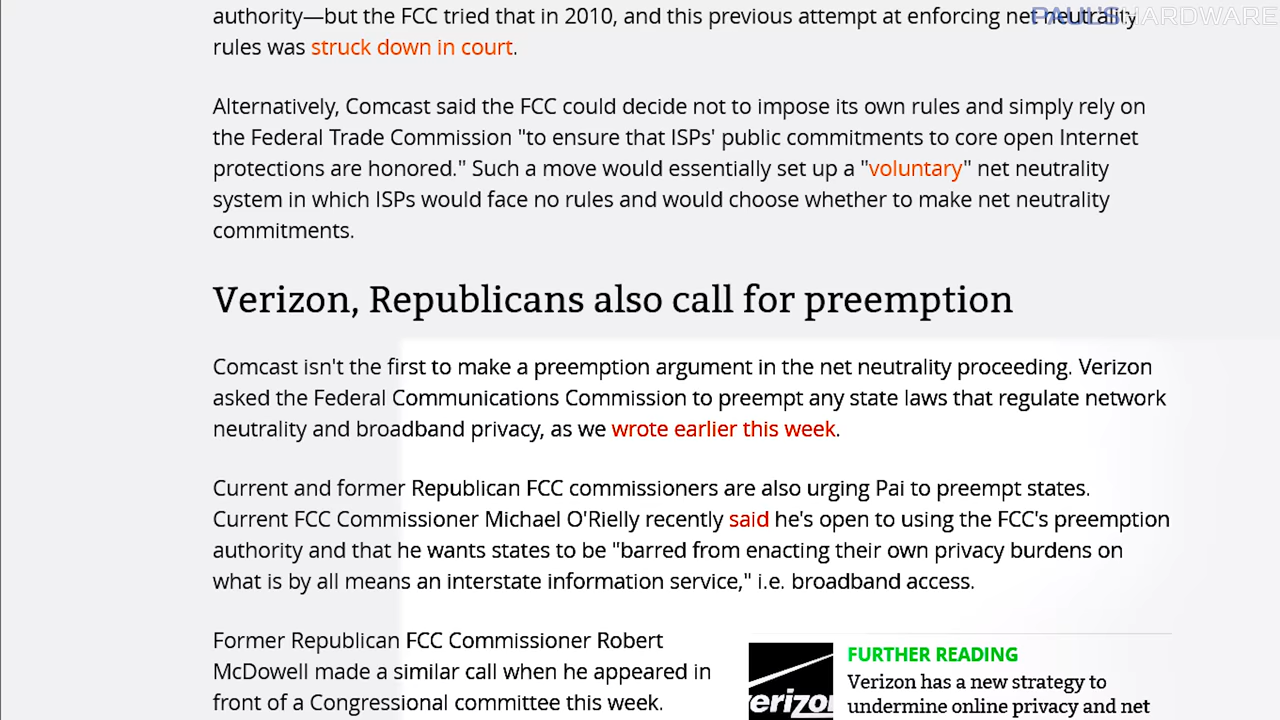 PAUL'SHARDWARE
authority—but the FCC tried that in 2010, and this previous attempt at enforcing net neutrality
rules was struck down in court.
Alternatively, Comcast said the FCC could decide not to impose its own rules and simply rely on
the Federal Trade Commission "to ensure that ISPs' public commitments to core open Internet
protections are honored." Such a move would essentially set up a "voluntary" net neutrality
system in which ISPs would face no rules and would choose whether to make net neutrality
commitments.
Verizon, Republicans also call for preemption
Comcast isn't the first to make a preemption argument in the net neutrality proceeding. Verizon
asked the Federal Communications Commission to preempt any state laws that regulate network
neutrality and broadband privacy, as we wrote earlier this week.
Current and former Republican FCC commissioners are also urging Pai to preempt states.
Current FCC Commissioner Michael O'Rielly recently said he's open to using the FCC's preemption
authority and that he wants states to be "barred from enacting their own privacy burdens on
what is by all means an interstate information service," i.e. broadband access.
Former Republican FCC Commissioner Robert
McDowell made a similar call when he appeared in
front of a Congressional committee this week.
erizo
FURTHER READING
Verizon has a new strategy to
undermine online privacy and net